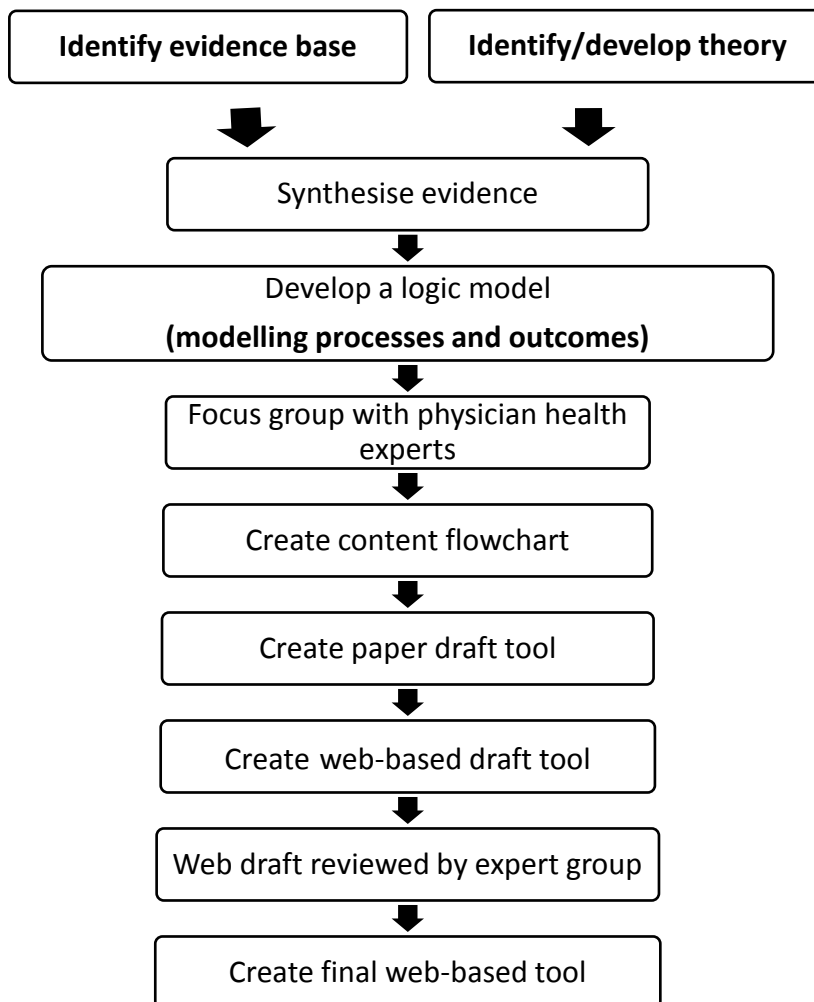 Identify evidence base
Identify/develop theory
Synthesise evidence
Develop a logic model
(modelling processes and outcomes)
Focus group with physician health
experts
Create content flowchart
Create paper draft tool
Create web-based draft tool
Web draft reviewed by expert group
Create final web-based tool